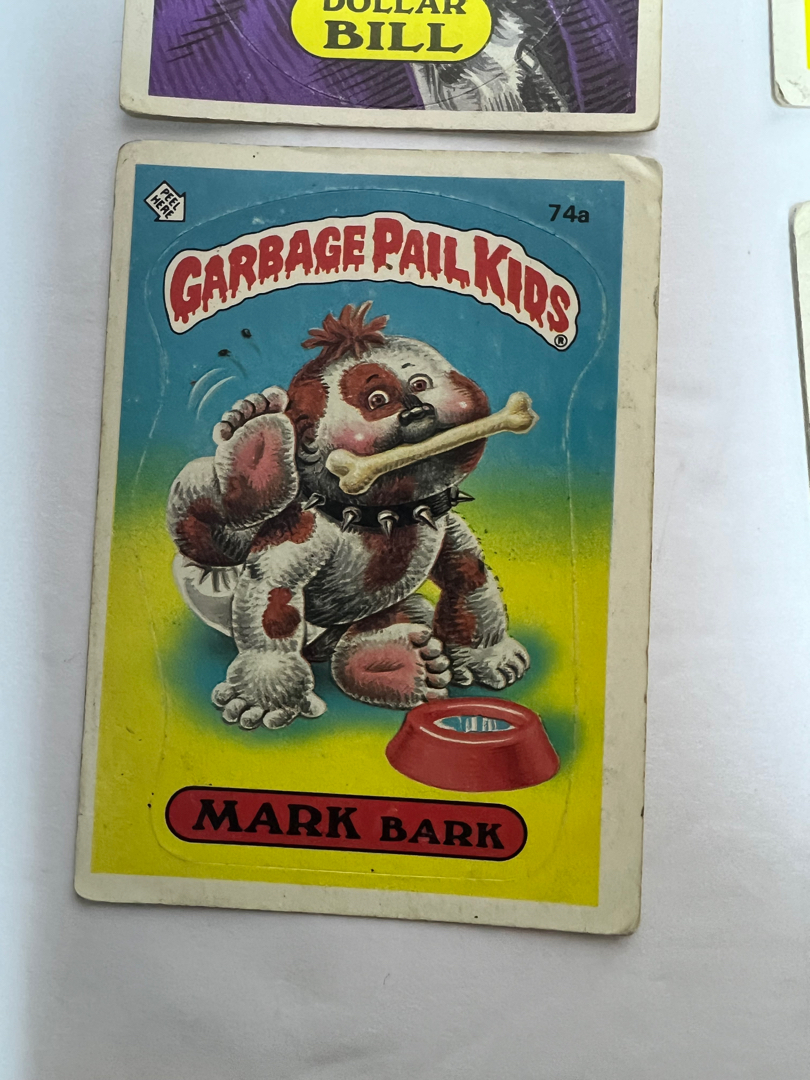 DOLLAR
BILL
PEEL
HERE
74a
GARBAGE PAIL KIDS
®
MARK BARK